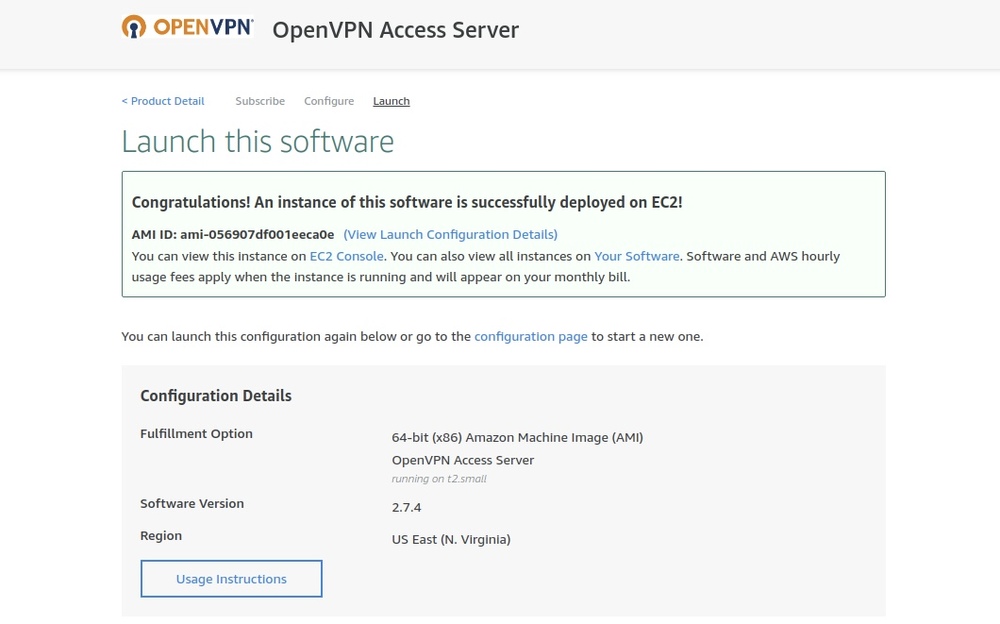 OPENVPN OpenVPN Access Server
< Product Detail Subscribe Configure Launch
Launch this software
Congratulations! An instance of this software is successfully deployed on EC2!
AMI ID: ami-056907df001eeca0e (View Launch Configuration Details)
You can view this instance on EC2 Console. You can also view all instances on Your Software. Software and AWS hourly
usage fees apply when the instance is running and will appear on your monthly bill.
You can launch this configuration again below or go to the configuration page to start a new one.
Configuration Details
Fulfillment Option
64-bit (x86) Amazon Machine Image (AMI)
OpenVPN Access Server
running on t2.small
Software Version
2.7.4
Region
US East (N. Virginia)
Usage Instructions